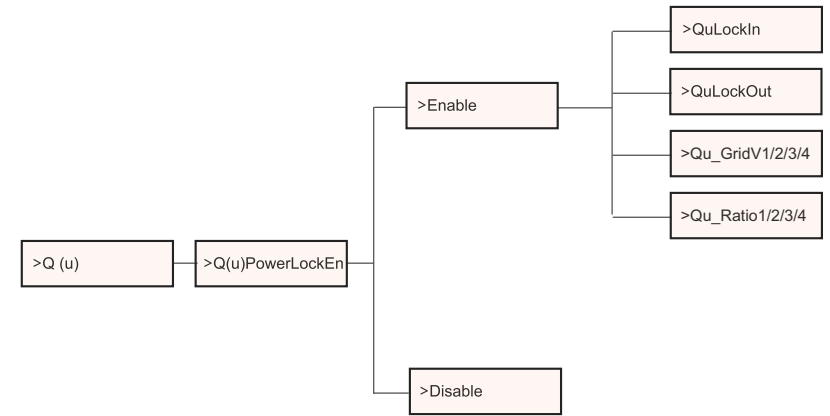 >Q (u)
>Q(u)PowerLockEn
>Enable
>QuLockIn
>QuLockOut
>Qu_GridV1/2/3/4
>Qu_Ratio1/2/3/4
>Disable